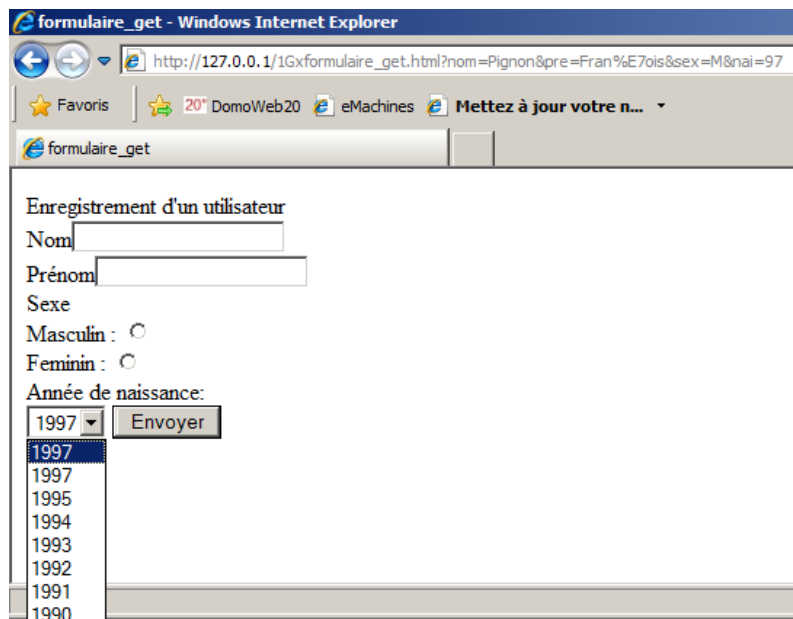 formulaire_get - Windows Internet Explorer
http://127.0.0.1/1Gxformulaire_get.html?nom=Pignon&pre=Fran%E7ois&sex=M&nai=97
Favoris 20" DomoWeb20 eMachines Mettez à jour votre n...
formulaire_get
Enregistrement d'un utilisateur
Nom
Prénom
Sexe
Masculin :
Feminin :
Année de naissance:
1997 Envoyer
1997
1997
1995
1994
1993
1992
1991
1990